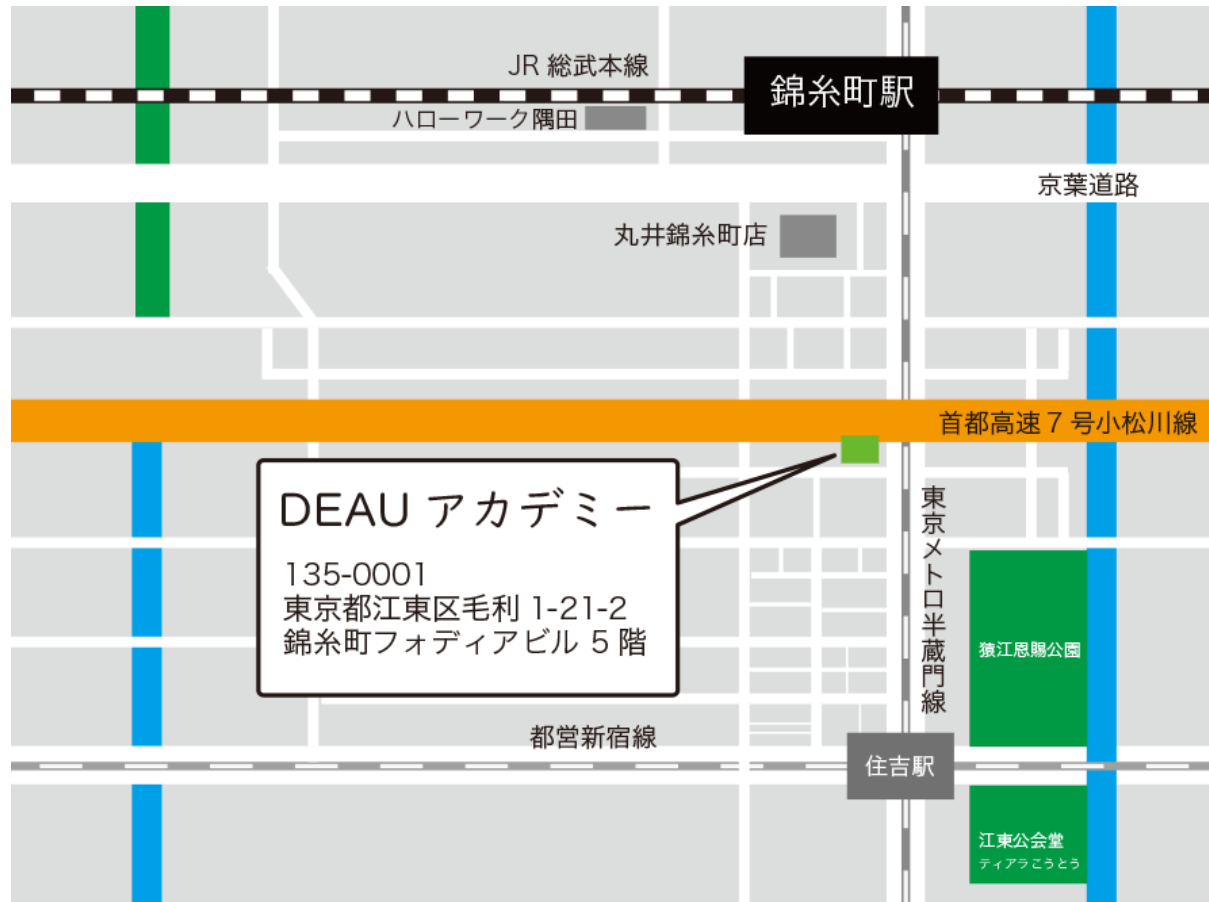 JR 総武本線
錦糸町駅
ハローワーク隅田
京葉道路
丸井錦糸町店
首都高速 7 号小松川線
DEAU アカデミー
135-0001
東京都江東区毛利 1-21-2
錦糸町フォディアビル 5 階
東京メトロ半蔵門線
猿江恩賜公園
都営新宿線
住吉駅
江東公会堂
ティアラこうとう